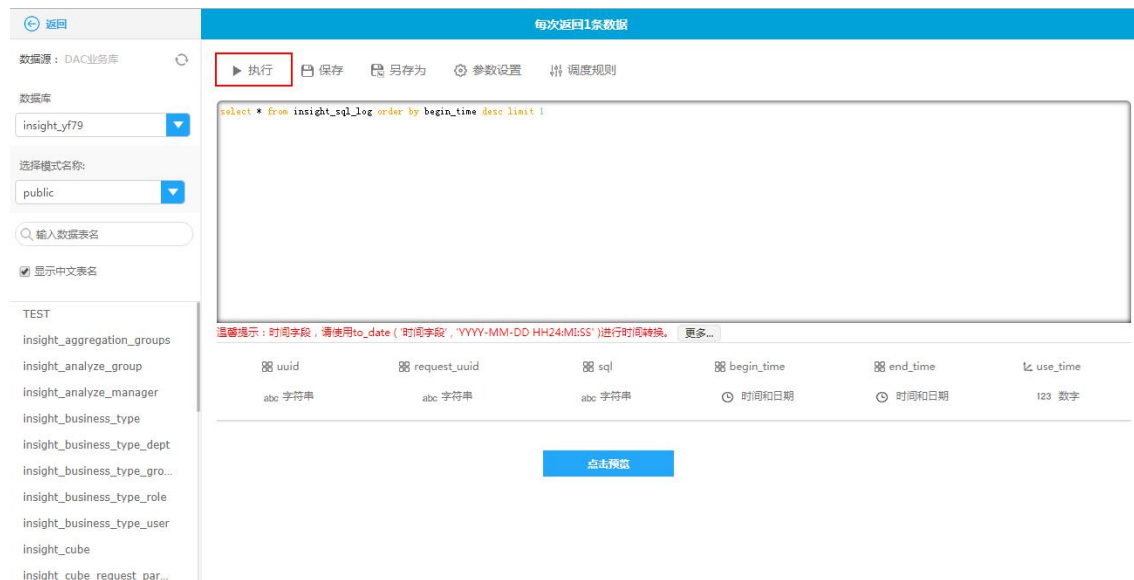 返回
每次返回1条数据
数据源：DAC业务库
执行 保存 另存为 参数设置 调度规则
数据库
insight_yf79
select * from insight_sql_log order by begin_time desc limit 1
选择模式名称:
public
输入数据表名
显示中文表名
TEST
insight_aggregation_groups
insight_analyze_group
insight_analyze_manager
insight_business_type
insight_business_type_dept
insight_business_type_gro...
insight_business_type_role
insight_business_type_user
insight_cube
insight_cube_request_par...
温馨提示：时间字段，请使用to_date ( '时间字段' , 'YYYY-MM-DD HH24:MI:SS' )进行时间转换。 更多...
uuid request_uuid sql begin_time end_time use_time
abc 字符串 abc 字符串 abc 字符串 时间和日期 时间和日期 123 数字
点击预览